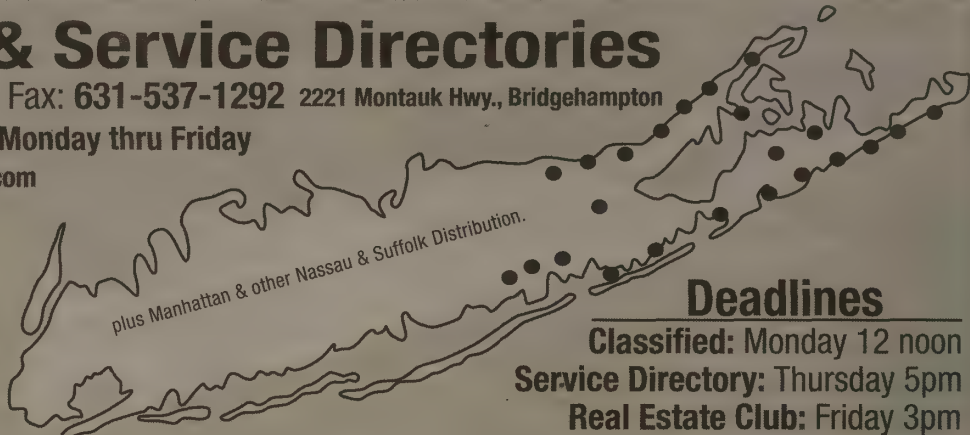 & Service Directories
Fax: 631-537-1292 2221 Montauk Hwy., Bridgehampton
Monday thru Friday
com
plus Manhattan & other Nassau & Suffolk Distribution.
Deadlines
Classified: Monday 12 noon
Service Directory: Thursday 5pm
Real Estate Club: Friday 3pm